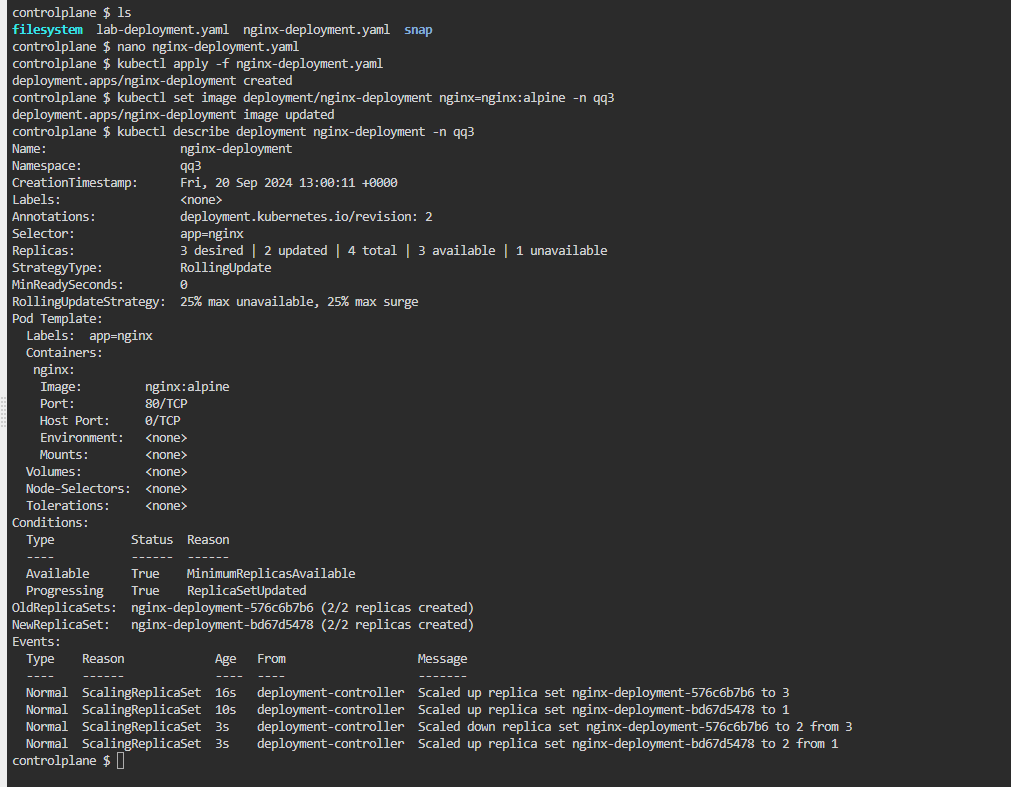 controlplane $ ls
filesystem  lab-deployment.yaml  nginx-deployment.yaml  snap
controlplane $ nano nginx-deployment.yaml
controlplane $ kubectl apply -f nginx-deployment.yaml
deployment.apps/nginx-deployment created
controlplane $ kubectl set image deployment/nginx-deployment nginx=nginx:alpine -n qq3
deployment.apps/nginx-deployment image updated
controlplane $ kubectl describe deployment nginx-deployment -n qq3
Name:                   nginx-deployment
Namespace:              qq3
CreationTimestamp:      Fri, 20 Sep 2024 13:00:11 +0000
Labels:                 <none>
Annotations:            deployment.kubernetes.io/revision: 2
Selector:               app=nginx
Replicas:               3 desired | 2 updated | 4 total | 3 available | 1 unavailable
StrategyType:           RollingUpdate
MinReadySeconds:        0
RollingUpdateStrategy:  25% max unavailable, 25% max surge
Pod Template:
  Labels:  app=nginx
  Containers:
   nginx:
    Image:         nginx:alpine
    Port:          80/TCP
    Host Port:     0/TCP
    Environment:   <none>
    Mounts:        <none>
  Volumes:         <none>
  Node-Selectors:  <none>
  Tolerations:     <none>
Conditions:
  Type           Status  Reason
  ----           ------  ------
  Available      True    MinimumReplicasAvailable
  Progressing    True    ReplicaSetUpdated
OldReplicaSets:  nginx-deployment-576c6b7b6 (2/2 replicas created)
NewReplicaSet:   nginx-deployment-bd67d5478 (2/2 replicas created)
Events:
  Type    Reason             Age   From                   Message
  ----    ------             ----  ----                   -------
  Normal  ScalingReplicaSet  16s   deployment-controller  Scaled up replica set nginx-deployment-576c6b7b6 to 3
  Normal  ScalingReplicaSet  10s   deployment-controller  Scaled up replica set nginx-deployment-bd67d5478 to 1
  Normal  ScalingReplicaSet  3s    deployment-controller  Scaled down replica set nginx-deployment-576c6b7b6 to 2 from 3
  Normal  ScalingReplicaSet  3s    deployment-controller  Scaled up replica set nginx-deployment-bd67d5478 to 2 from 1
controlplane $